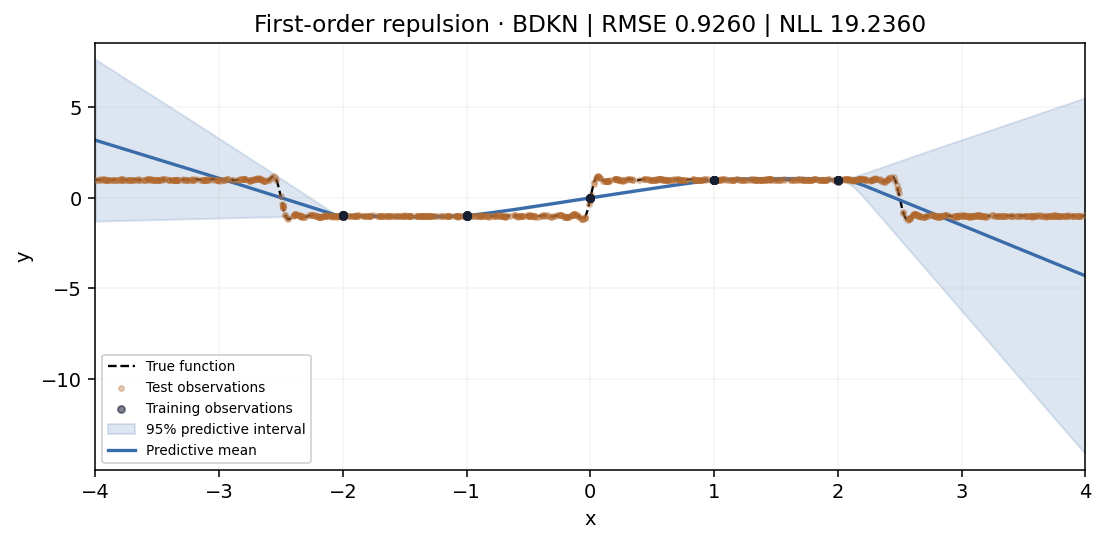 First-order repulsion · BDKN | RMSE 0.9260 | NLL 19.2360
y
5
0
−5
−10
True function
Test observations
Training observations
95% predictive interval
Predictive mean
−4 −3 −2 −1 0 1 2 3 4
x